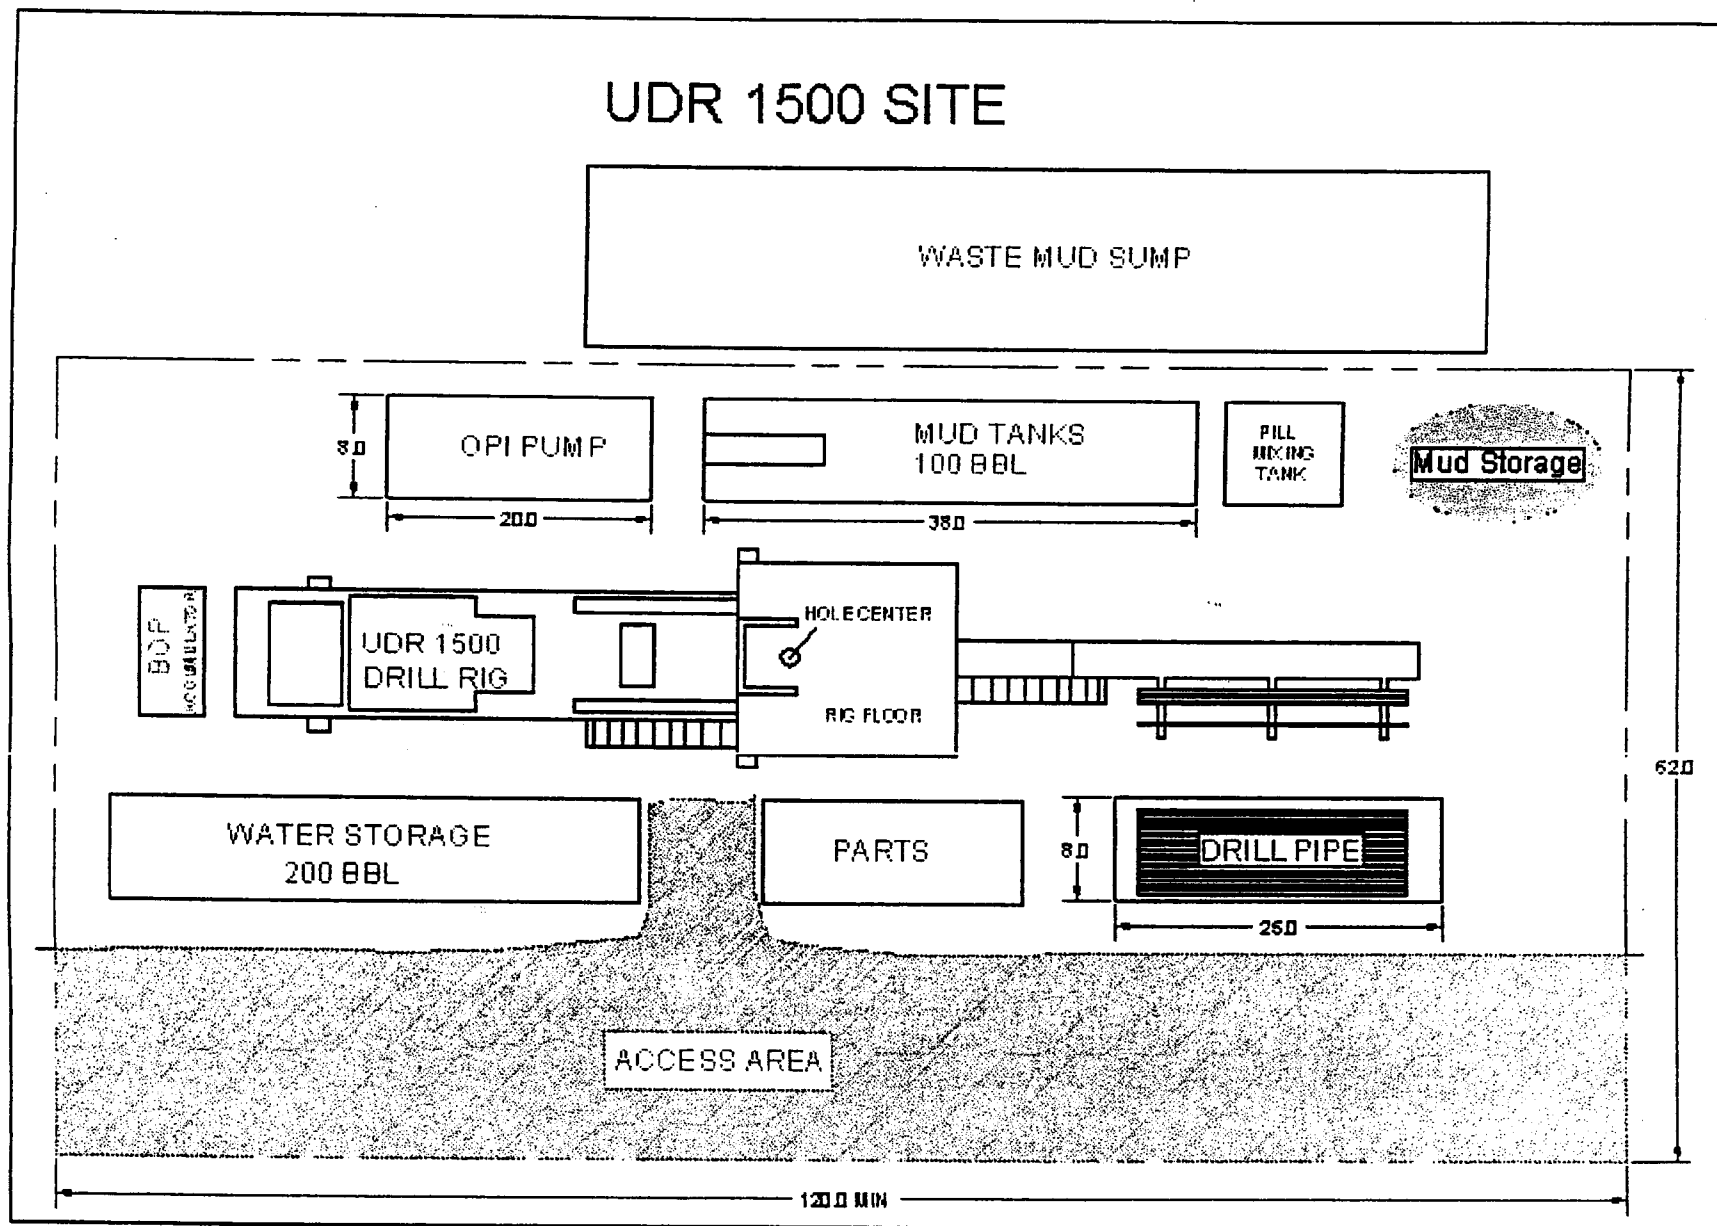 UDR 1500 SITE
WASTE MUD SUMP
8.0
OPI PUMP
MUD TANKS
100 BBL
PILL
MIXING
TANK
Mud Storage
20.0
38.0
BOP
ACCUMULATOR
UDR 1500
DRILL RIG
HOLE CENTER
RIG FLOOR
62.0
WATER STORAGE
200 BBL
PARTS
8.0
DRILL PIPE
25.0
ACCESS AREA
120.0 MIN